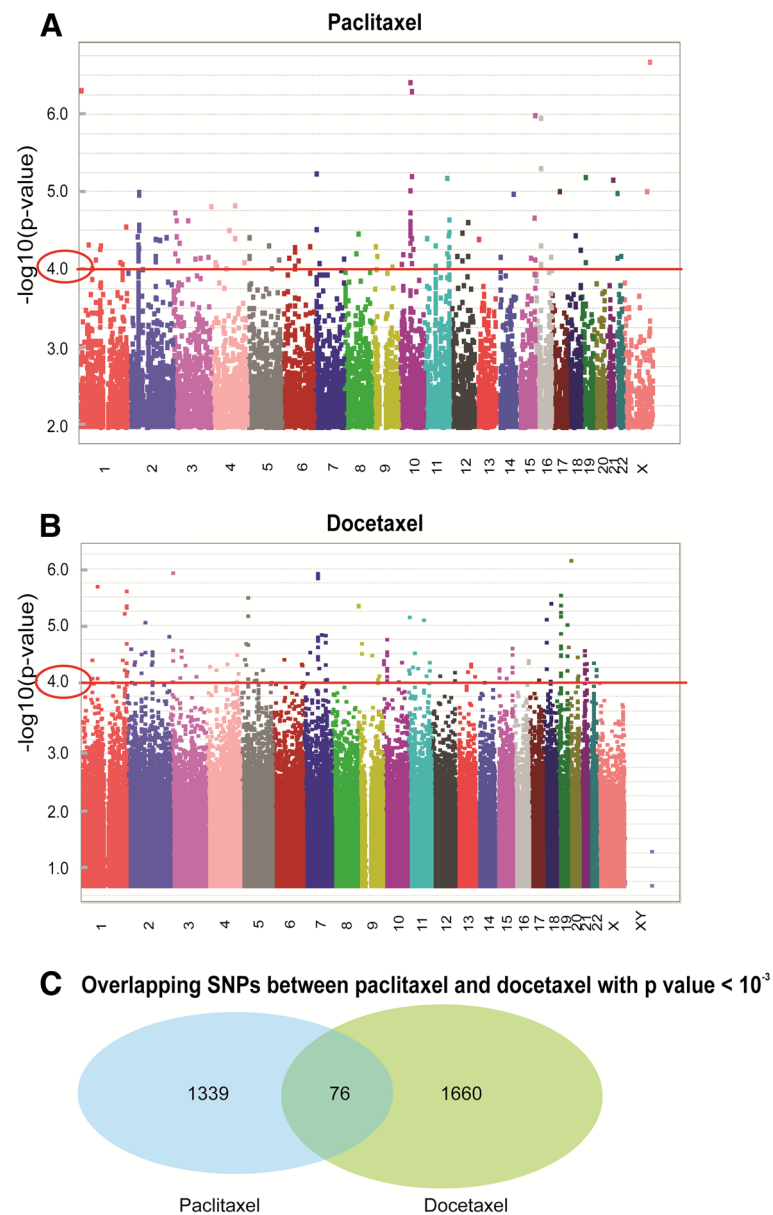 A
Paclitaxel
-log10(p-value)
6.0
5.0
4.0
3.0
2.0
1 2 3 4 5 6 7 8 9 10 11 12 13 14 15 16 17 18 19 20 21 22 X
B
Docetaxel
-log10(p-value)
6.0
5.0
4.0
3.0
2.0
1.0
1 2 3 4 5 6 7 8 9 10 11 12 13 14 15 16 17 18 19 20 21 22 X XY
C Overlapping SNPs between paclitaxel and docetaxel with p value < 10⁻³
1339 76 1660
Paclitaxel Docetaxel